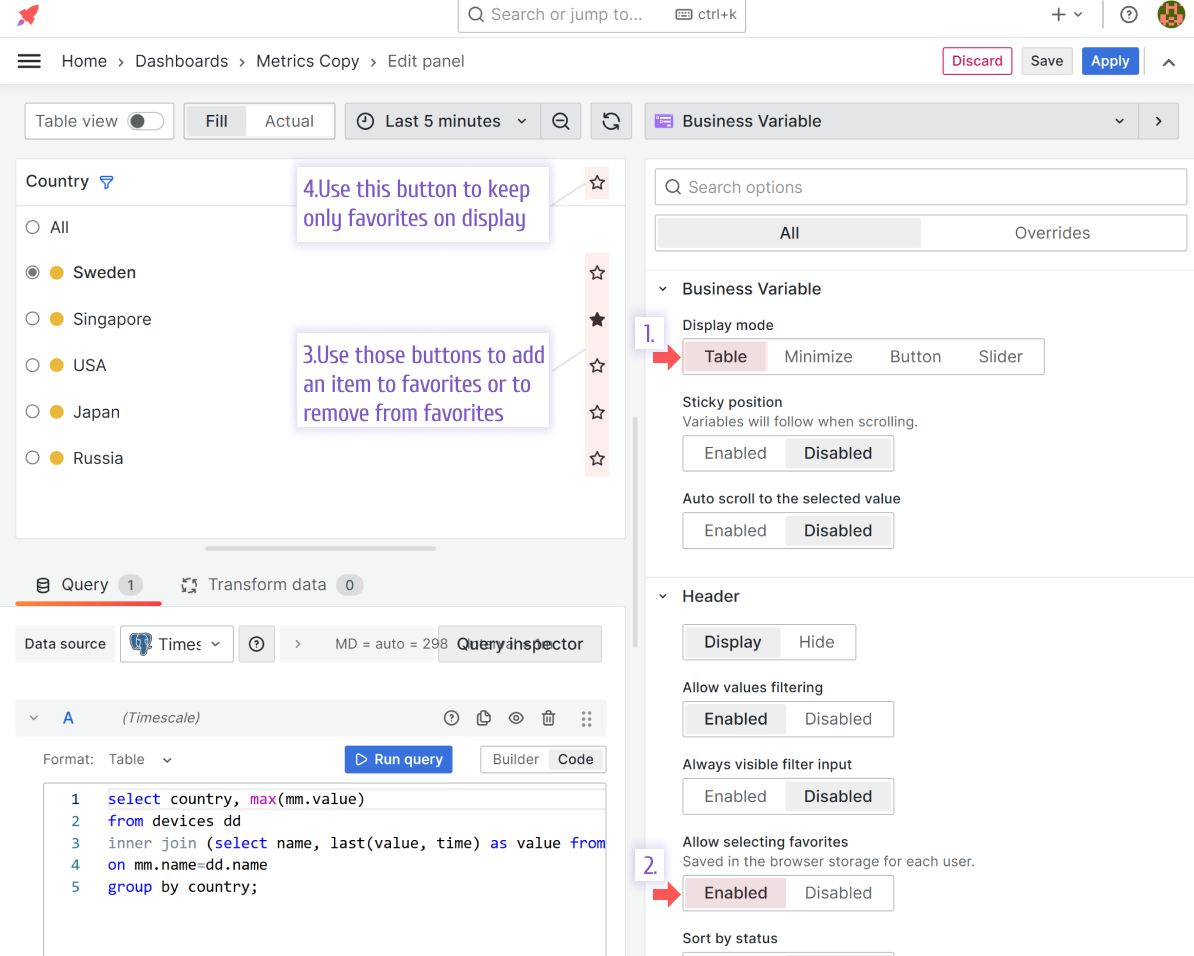 Search or jump to... ctrl+k
Home › Dashboards › Metrics Copy › Edit panel
Discard Save Apply
Table view Fill Actual Last 5 minutes Business Variable
Country
4.Use this button to keep
only favorites on display
All
Sweden
Singapore
USA
Japan
Russia
3.Use those buttons to add
an item to favorites or to
remove from favorites
Search options
All Overrides
Business Variable
1.
Display mode
Table Minimize Button Slider
Sticky position
Variables will follow when scrolling.
Enabled Disabled
Auto scroll to the selected value
Enabled Disabled
Header
Display Hide
Allow values filtering
Enabled Disabled
Always visible filter input
Enabled Disabled
2.
Allow selecting favorites
Saved in the browser storage for each user.
Enabled Disabled
Sort by status
Query 1 Transform data 0
Data source Times MD = auto = 298 Query inspector
A (Timescale)
Format: Table Run query Builder Code
1 select country, max(mm.value)
2 from devices dd
3 inner join (select name, last(value, time) as value from
4 on mm.name=dd.name
5 group by country;